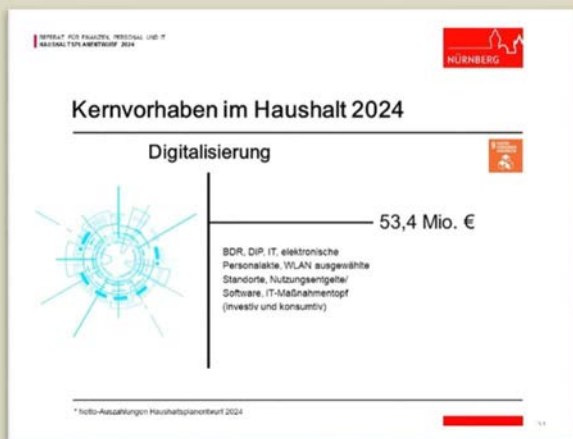 REFERAT FÜR FINANZEN, PERSONAL UND IT
HAUSHALTSPLANENTWURF 2024
NÜRNBERG
Kernvorhaben im Haushalt 2024
Digitalisierung
53,4 Mio. €
BDR, DiP, IT, elektronische
Personalakte, WLAN ausgewählte
Standorte, Nutzungsentgelte/
Software, IT-Maßnahmentopf
(investiv und konsumtiv)
* Netto-Auszahlungen Haushaltsplanentwurf 2024